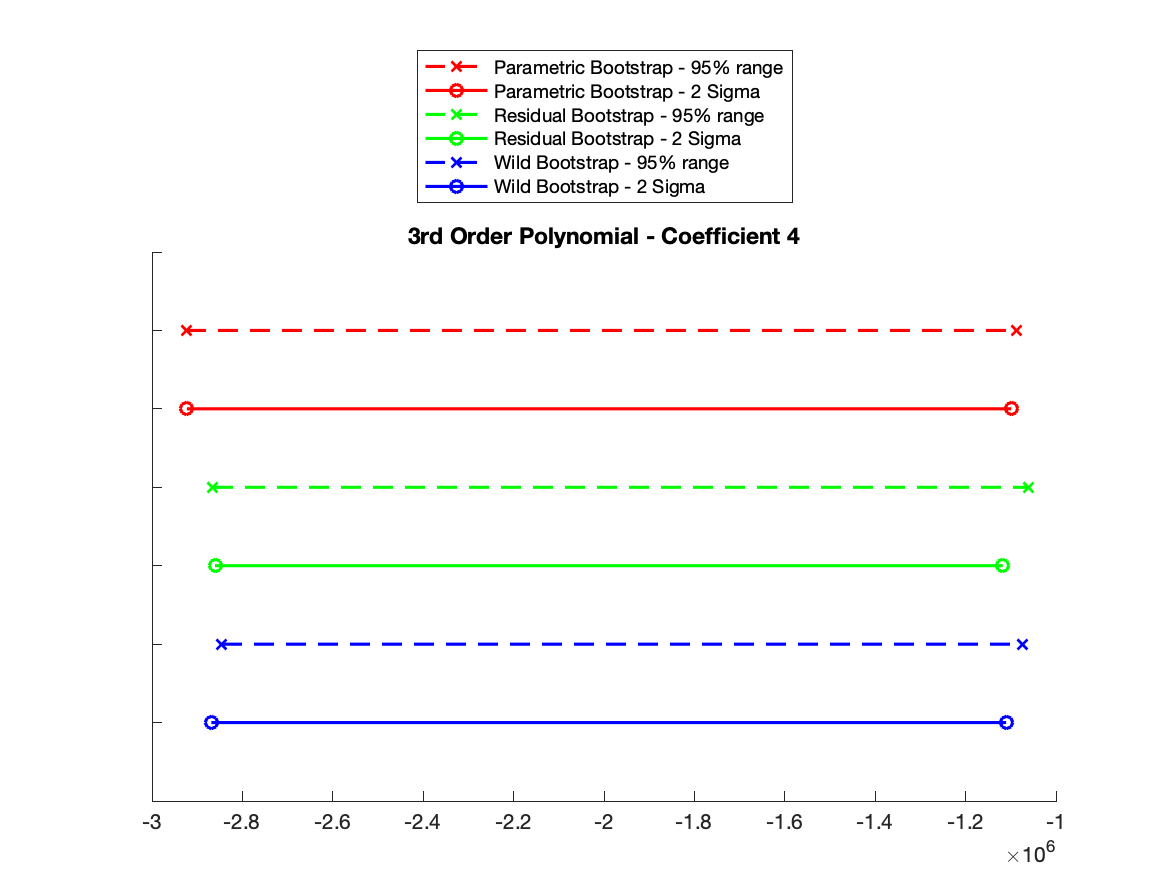 Parametric Bootstrap - 95% range
Parametric Bootstrap - 2 Sigma
Residual Bootstrap - 95% range
Residual Bootstrap - 2 Sigma
Wild Bootstrap - 95% range
Wild Bootstrap - 2 Sigma
3rd Order Polynomial - Coefficient 4
-3 -2.8 -2.6 -2.4 -2.2 -2 -1.8 -1.6 -1.4 -1.2 -1
×10⁶